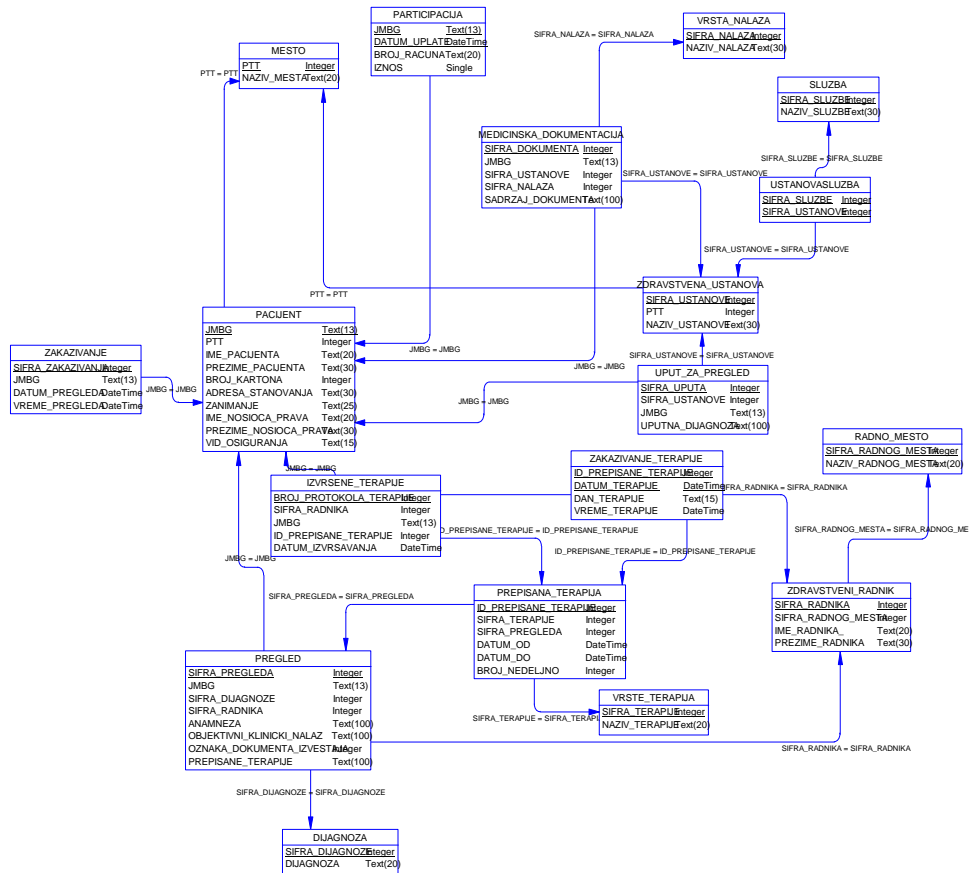 PARTICIPACIJA
JMBG Text(13)
DATUM_UPLATE DateTime
BROJ_RACUNA Text(20)
IZNOS Single
VRSTA_NALAZA
SIFRA_NALAZA Integer
NAZIV_NALAZA Text(30)
SIFRA_NALAZA = SIFRA_NALAZA
MESTO
PTT Integer
NAZIV_MESTA Text(20)
PTT = PTT
SLUZBA
SIFRA_SLUZBE Integer
NAZIV_SLUZBE Text(30)
MEDICINSKA_DOKUMENTACIJA
SIFRA_DOKUMENTA Integer
JMBG Text(13)
SIFRA_USTANOVE Integer
SIFRA_NALAZA Integer
SADRZAJ_DOKUMENTA Text(100)
SIFRA_SLUZBE = SIFRA_SLUZBE
SIFRA_USTANOVE = SIFRA_USTANOVE
USTANOVASLUZBA
SIFRA_SLUZBE Integer
SIFRA_USTANOVE Integer
SIFRA_USTANOVE = SIFRA_USTANOVE
ZDRAVSTVENA_USTANOVA
SIFRA_USTANOVE Integer
PTT Integer
NAZIV_USTANOVE Text(30)
PTT = PTT
PACIJENT
JMBG Text(13)
PTT Integer
IME_PACIJENTA Text(20)
PREZIME_PACIJENTA Text(30)
BROJ_KARTONA Integer
ADRESA_STANOVANJA Text(30)
ZANIMANJE Text(25)
IME_NOSIOCA_PRAVA Text(20)
PREZIME_NOSIOCA_PRAVA Text(30)
VID_OSIGURANJA Text(15)
JMBG = JMBG
SIFRA_USTANOVE = SIFRA_USTANOVE
JMBG = JMBG
ZAKAZIVANJE
SIFRA_ZAKAZIVANJA Integer
JMBG Text(13)
DATUM_PREGLEDA DateTime
VREME_PREGLEDA DateTime
JMBG = JMBG
UPUT_ZA_PREGLED
SIFRA_UPUTA Integer
SIFRA_USTANOVE Integer
JMBG Text(13)
UPUTNA_DIJAGNOZA Text(100)
JMBG = JMBG
RADNO_MESTO
SIFRA_RADNOG_MESTA Integer
NAZIV_RADNOG_MESTA Text(20)
ZAKAZIVANJE_TERAPIJE
ID_PREPISANE_TERAPIJE Integer
DATUM_TERAPIJE DateTime
DAN_TERAPIJE Text(15)
VREME_TERAPIJE DateTime
JMBG = JMBG
IZVRSENE_TERAPIJE
BROJ_PROTOKOLA_TERAPIJE Integer
SIFRA_RADNIKA Integer
JMBG Text(13)
ID_PREPISANE_TERAPIJE Integer
DATUM_IZVRSAVANJA DateTime
SIFRA_RADNIKA = SIFRA_RADNIKA
ID_PREPISANE_TERAPIJE = ID_PREPISANE_TERAPIJE
SIFRA_RADNOG_MESTA = SIFRA_RADNOG_ME
ID_PREPISANE_TERAPIJE = ID_PREPISANE_TERAPIJE
JMBG = JMBG
PREPISANA_TERAPIJA
ID_PREPISANE_TERAPIJE Integer
SIFRA_TERAPIJE Integer
SIFRA_PREGLEDA Integer
DATUM_OD DateTime
DATUM_DO DateTime
BROJ_NEDELJNO Integer
ZDRAVSTVENI_RADNIK
SIFRA_RADNIKA Integer
SIFRA_RADNOG_MESTA Integer
IME_RADNIKA_ Text(20)
PREZIME_RADNIKA Text(30)
SIFRA_PREGLEDA = SIFRA_PREGLEDA
PREGLED
SIFRA_PREGLEDA Integer
JMBG Text(13)
SIFRA_DIJAGNOZE Integer
SIFRA_RADNIKA Integer
ANAMNEZA Text(100)
OBJEKTIVNI_KLINICKI_NALAZ Text(100)
OZNAKA_DOKUMENTA_IZVESTAJA Integer
PREPISANE_TERAPIJE Text(100)
VRSTE_TERAPIJA
SIFRA_TERAPIJE Integer
NAZIV_TERAPIJE Text(20)
SIFRA_TERAPIJE = SIFRA_TERAPI
SIFRA_RADNIKA = SIFRA_RADNIKA
SIFRA_DIJAGNOZE = SIFRA_DIJAGNOZE
DIJAGNOZA
SIFRA_DIJAGNOZE Integer
DIJAGNOZA Text(20)